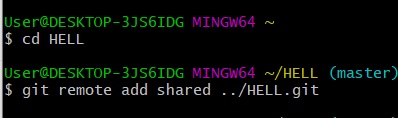 User@DESKTOP-3JS6IDG MINGW64 ~
$ cd HELL
User@DESKTOP-3JS6IDG MINGW64 ~/HELL (master)
$ git remote add shared ../HELL.git